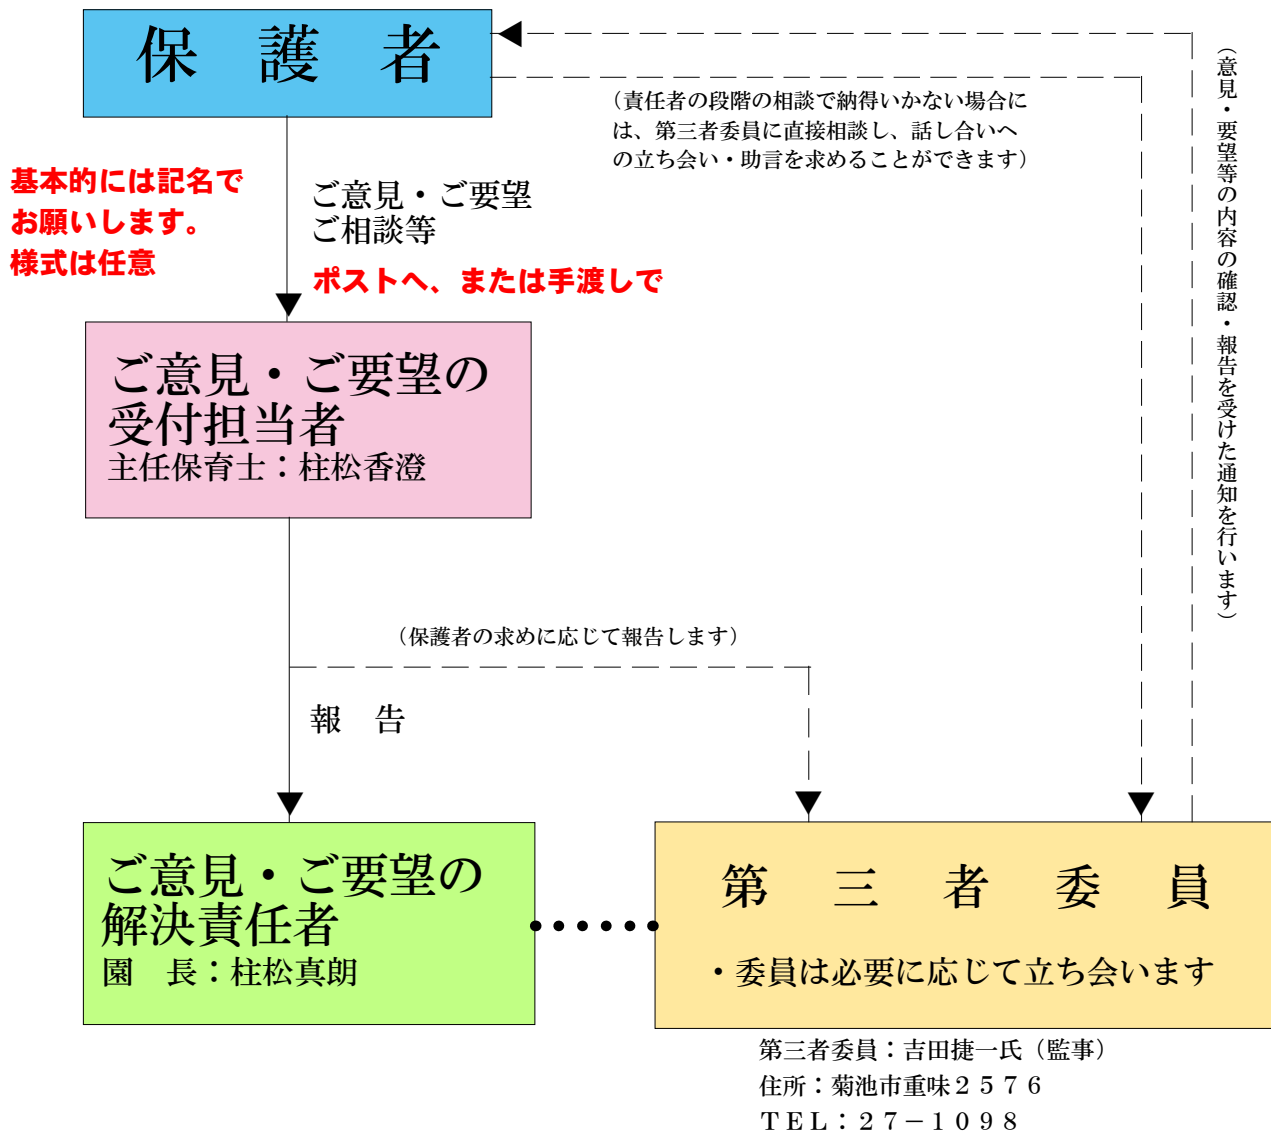 保　護　者
（責任者の段階の相談で納得いかない場合に
は、第三者委員に直接相談し、話し合いへ
の立ち会い・助言を求めることができます）
（意見・要望等の内容の確認・報告を受けた通知を行います）
基本的には記名で
お願いします。
様式は任意
ご意見・ご要望
ご相談等
ポストへ、または手渡しで
ご意見・ご要望の
受付担当者
主任保育士：柱松香澄
（保護者の求めに応じて報告します）
報　告
ご意見・ご要望の
解決責任者
園　長：柱松真朗
第　三　者　委　員
・委員は必要に応じて立ち会います
第三者委員：吉田捷一氏（監事）
住所：菊池市重味２５７６
ＴＥＬ：２７－１０９８